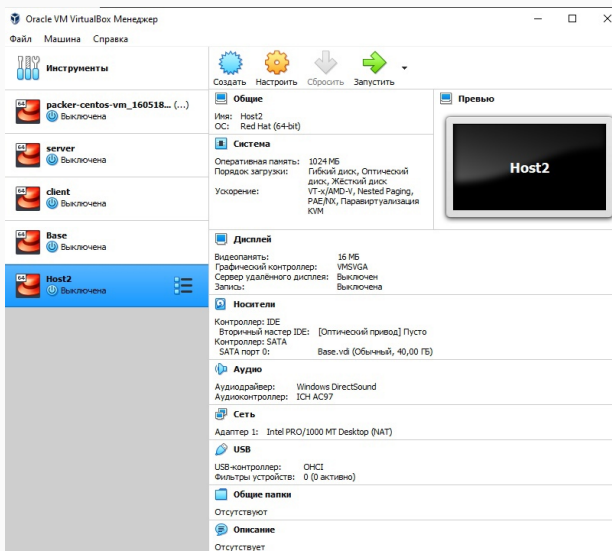 Oracle VM VirtualBox Менеджер
Файл Машина Справка
Инструменты
Создать Настроить Сбросить Запустить
64 packer-centos-vm_160518... (...)
Выключена
64 server
Выключена
64 client
Выключена
64 Base
Выключена
64 Host2
Выключена
Общие
Имя: Host2
ОС: Red Hat (64-bit)
Система
Оперативная память: 1024 МБ
Порядок загрузки: Гибкий диск, Оптический
диск, Жёсткий диск
Ускорение: VT-x/AMD-V, Nested Paging,
PAE/NX, Паравиртуализация
KVM
Превью
Host2
Дисплей
Видеопамять: 16 МБ
Графический контроллер: VMSVGA
Сервер удалённого дисплея: Выключен
Запись: Выключена
Носители
Контроллер: IDE
Вторичный мастер IDE: [Оптический привод] Пусто
Контроллер: SATA
SATA порт 0: Base.vdi (Обычный, 40,00 ГБ)
Аудио
Аудиодрайвер: Windows DirectSound
Аудиоконтроллер: ICH AC97
Сеть
Адаптер 1: Intel PRO/1000 MT Desktop (NAT)
USB
USB-контроллер: OHCI
Фильтры устройств: 0 (0 активно)
Общие папки
Отсутствуют
Описание
Отсутствует